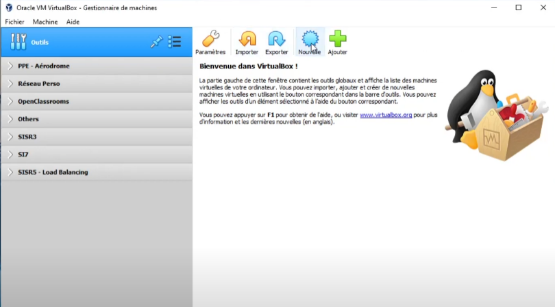 Oracle VM VirtualBox - Gestionnaire de machines
Fichier Machine Aide
Outils
Paramètres Importer Exporter Nouvelle Ajouter
PPE - Aérodrome
Réseau Perso
OpenClassrooms
Others
SISR3
SI7
SISR5 - Load Balancing
Bienvenue dans VirtualBox !
La partie gauche de cette fenêtre contient les outils globaux et affiche la liste des machines
virtuelles de votre ordinateur. Vous pouvez importer, ajouter et créer de nouvelles
machines virtuelles en utilisant le bouton correspondant dans la barre d'outils. Vous pouvez
afficher les outils d'un élément sélectionné à l'aide du bouton correspondant.
Vous pouvez appuyer sur F1 pour obtenir de l'aide, ou visiter www.virtualbox.org pour plus
d'information et les dernières nouvelles (en anglais).